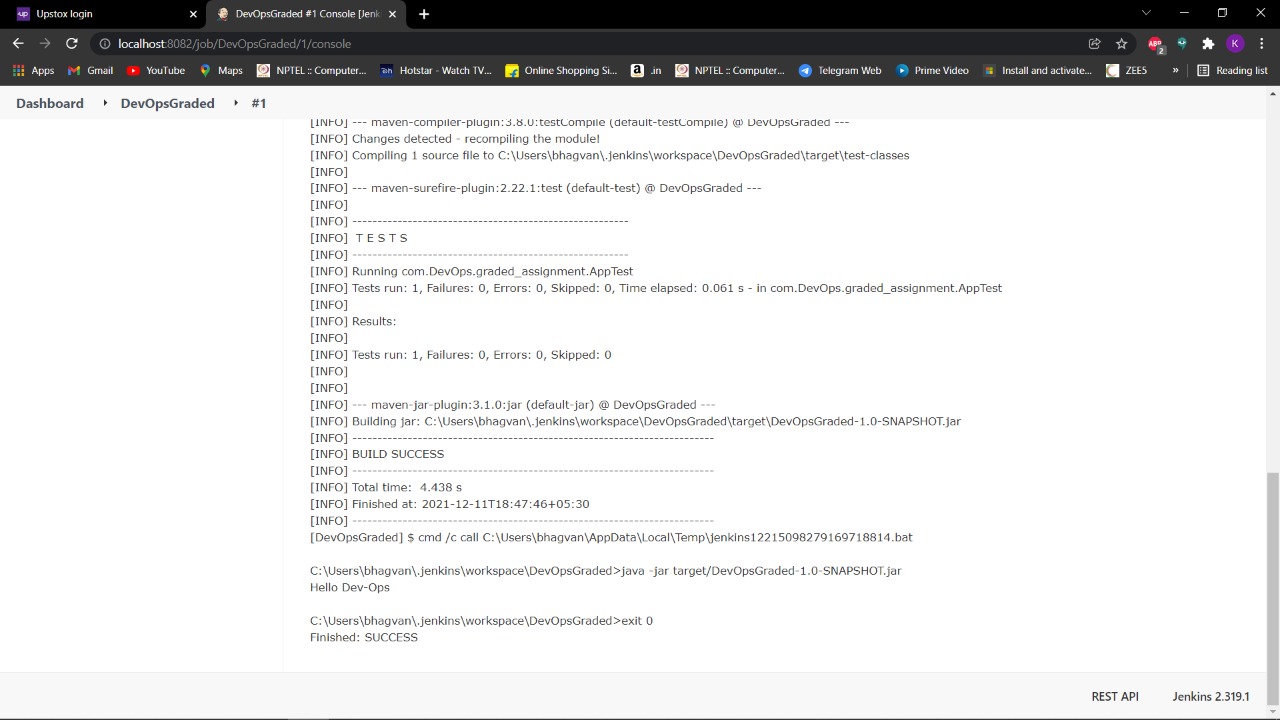 up Upstox login
DevOpsGraded #1 Console [Jenk
localhost:8082/job/DevOpsGraded/1/console
ABP 2 K
Apps Gmail YouTube Maps NPTEL :: Computer... Hotstar - Watch TV... Online Shopping Si... a .in NPTEL :: Computer... Telegram Web Prime Video Install and activate... ZEE5 » Reading list
Dashboard DevOpsGraded #1
[INFO] --- maven-compiler-plugin:3.8.0:testCompile (default-testCompile) @ DevOpsGraded ---
[INFO] Changes detected - recompiling the module!
[INFO] Compiling 1 source file to C:\Users\bhagvan\.jenkins\workspace\DevOpsGraded\target\test-classes
[INFO]
[INFO] --- maven-surefire-plugin:2.22.1:test (default-test) @ DevOpsGraded ---
[INFO]
[INFO] -------------------------------------------------------
[INFO]  T E S T S
[INFO] -------------------------------------------------------
[INFO] Running com.DevOps.graded_assignment.AppTest
[INFO] Tests run: 1, Failures: 0, Errors: 0, Skipped: 0, Time elapsed: 0.061 s - in com.DevOps.graded_assignment.AppTest
[INFO]
[INFO] Results:
[INFO]
[INFO] Tests run: 1, Failures: 0, Errors: 0, Skipped: 0
[INFO]
[INFO]
[INFO] --- maven-jar-plugin:3.1.0:jar (default-jar) @ DevOpsGraded ---
[INFO] Building jar: C:\Users\bhagvan\.jenkins\workspace\DevOpsGraded\target\DevOpsGraded-1.0-SNAPSHOT.jar
[INFO] ------------------------------------------------------------------------
[INFO] BUILD SUCCESS
[INFO] ------------------------------------------------------------------------
[INFO] Total time:  4.438 s
[INFO] Finished at: 2021-12-11T18:47:46+05:30
[INFO] ------------------------------------------------------------------------
[DevOpsGraded] $ cmd /c call C:\Users\bhagvan\AppData\Local\Temp\jenkins12215098279169718814.bat
C:\Users\bhagvan\.jenkins\workspace\DevOpsGraded>java -jar target/DevOpsGraded-1.0-SNAPSHOT.jar
Hello Dev-Ops
C:\Users\bhagvan\.jenkins\workspace\DevOpsGraded>exit 0
Finished: SUCCESS
REST API Jenkins 2.319.1